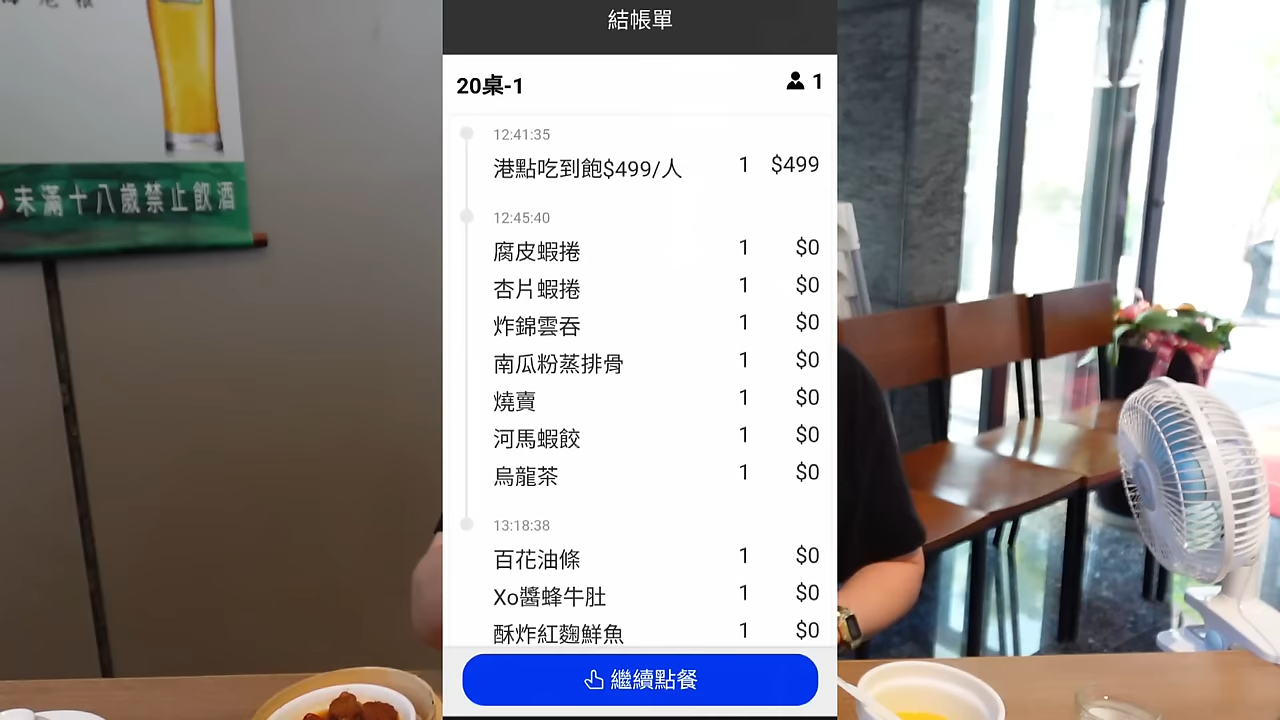 結帳單
20桌-1
1
12:41:35
港點吃到飽$499/人 1 $499
12:45:40
腐皮蝦捲 1 $0
杏片蝦捲 1 $0
炸錦雲吞 1 $0
南瓜粉蒸排骨 1 $0
燒賣 1 $0
河馬蝦餃 1 $0
烏龍茶 1 $0
13:18:38
百花油條 1 $0
Xo醬蜂牛肚 1 $0
酥炸紅麴鮮魚 1 $0
繼續點餐
未滿十八歲禁止飲酒